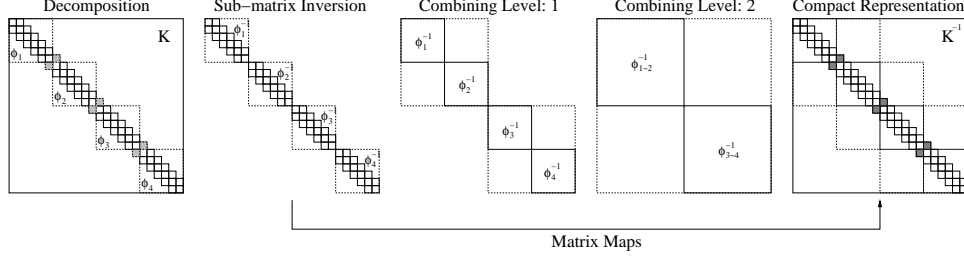 Decomposition
K
ϕ1
ϕ2
ϕ3
ϕ4
Sub-matrix Inversion
ϕ1^-1
ϕ2^-1
ϕ3^-1
ϕ4^-1
Combining Level: 1
ϕ1^-1
ϕ2^-1
ϕ3^-1
ϕ4^-1
Combining Level: 2
ϕ1~2^-1
ϕ3~4^-1
Compact Representation
K^-1
Matrix Maps